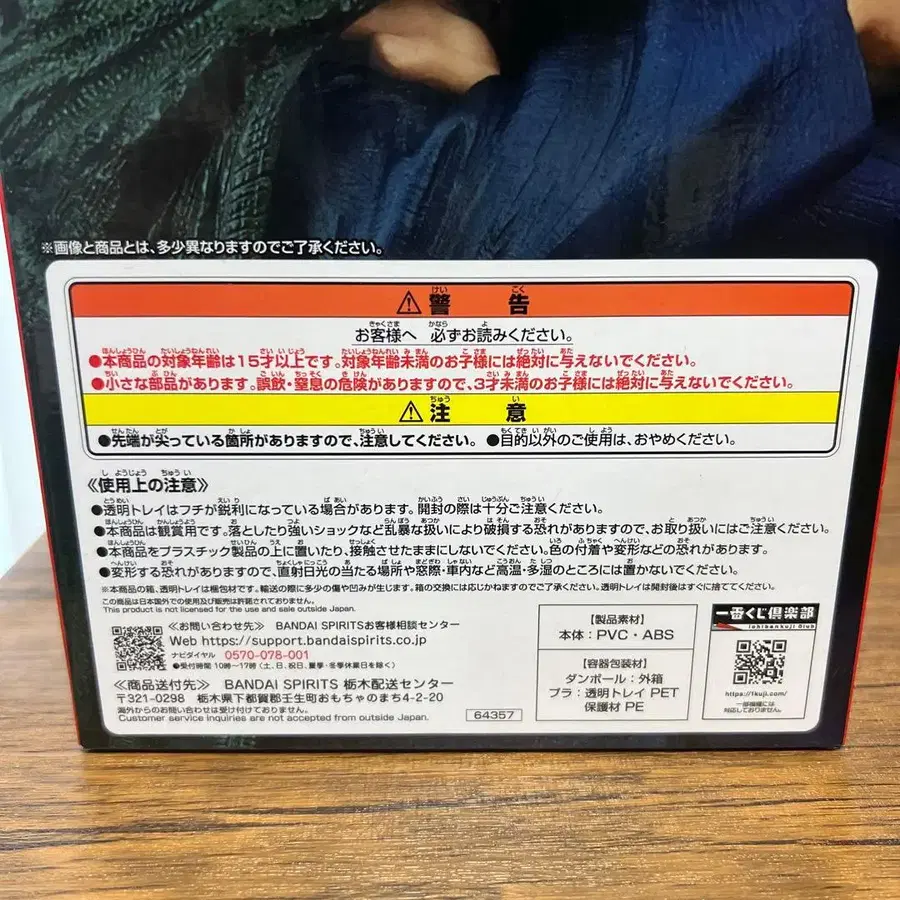 ※画像と商品とは、多少異なりますのでご了承ください。
⚠警告
お客様へ 必ずお読みください。
●本商品の対象年齢は15才以上です。対象年齢未満のお子様には絶対に与えないでください。
●小さな部品があります。誤飲・窒息の危険がありますので、3才未満のお子様には絶対に与えないでください。
⚠注意
●先端が尖っている箇所がありますので、注意してください。 ●目的以外のご使用は、おやめください。
《使用上の注意》
●透明トレイはフチが鋭利になっている場合があります。開封の際は十分ご注意ください。
●本商品は観賞用です。落としたり強いショックなど乱暴な扱いにより破損する恐れがありますので、お取り扱いにはご注意ください。
●本商品をプラスチック製品の上に置いたり、接触させたままにしないでください。色の付着や変形などの恐れがあります。
●変形する恐れがありますので、直射日光の当たる場所や窓際・車内など高温・多湿のところには置かないでください。
※本商品の箱、透明トレイは梱包材です。輸送の際に多少の傷や凹みが生じます。箱の交換には応じかねますのでご了承ください。透明トレイは開封後はすぐに捨ててください。
この商品は日本国外での使用及び販売は許諾されておりません。
This product is not licensed for the use and sale outside Japan.
《お問い合わせ先》 BANDAI SPIRITSお客様相談センター
Web https://support.bandaispirits.co.jp
ナビダイヤル 0570-078-001
●受付時間 10時~17時(土、日、祝日、夏季・冬季休業日を除く)
《商品送付先》 BANDAI SPIRITS 栃木配送センター
〒321-0298 栃木県下都賀郡壬生町おもちゃのまち4-2-20
海外からのお問い合わせは受け付けておりません。
Customer service inquiries are not accepted from outside Japan.
64357
【製品素材】
本体:PVC・ABS
【容器包装材】
ダンボール:外箱
プラ:透明トレイ PET
保護材 PE
一番くじ倶楽部
Ichibankuji Club
https://1kuji.com/
一部機種には
対応しておりません。